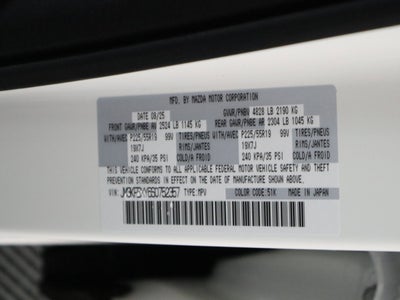 MFD. BY MAZDA MOTOR CORPORATION
DATE 08/25 GVWR/PNBV 4828 LB 2190 KG
FRONT GAWR/PNBE AV 2524 LB 1145 KG REAR GAWR/PNBE AR 2304 LB 1045 KG
WITH/AVEC P225/55R19 99V TIRES/PNEUS WITH/AVEC P225/55R19 99V TIRES/PNEUS
19X7J RIMS/JANTES 19X7J RIMS/JANTES
240 KPA/35 PSI COLD/A FROID 240 KPA/35 PSI COLD/A FROID
THIS VEHICLE CONFORMS TO ALL APPLICABLE FEDERAL MOTOR VEHICLE SAFETY AND THEFT
PREVENTION STANDARDS IN EFFECT ON THE DATE OF MANUFACTURE SHOWN ABOVE.
VIN: TYPE: MPV COLOR CODE: 51K MADE IN JAPAN